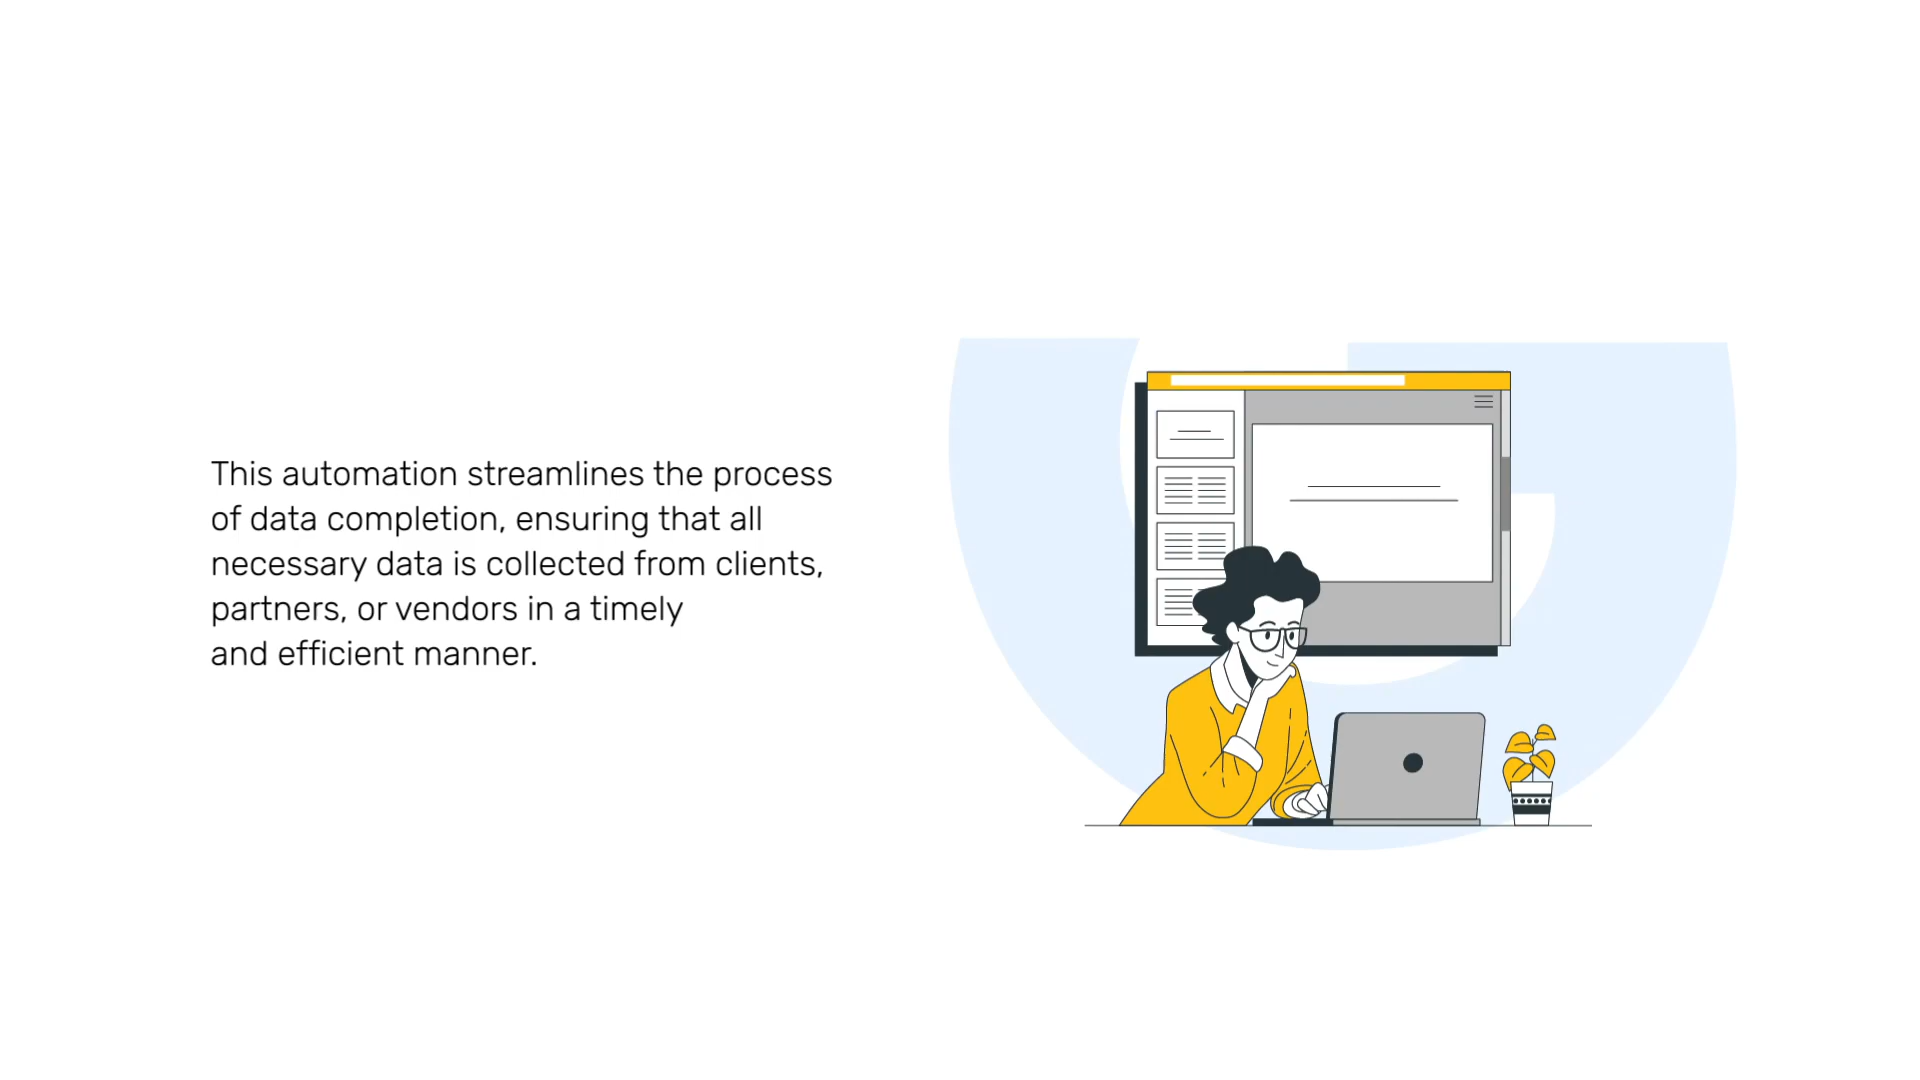 This automation streamlines the process
of data completion, ensuring that all
necessary data is collected from clients,
partners, or vendors in a timely
and efficient manner.